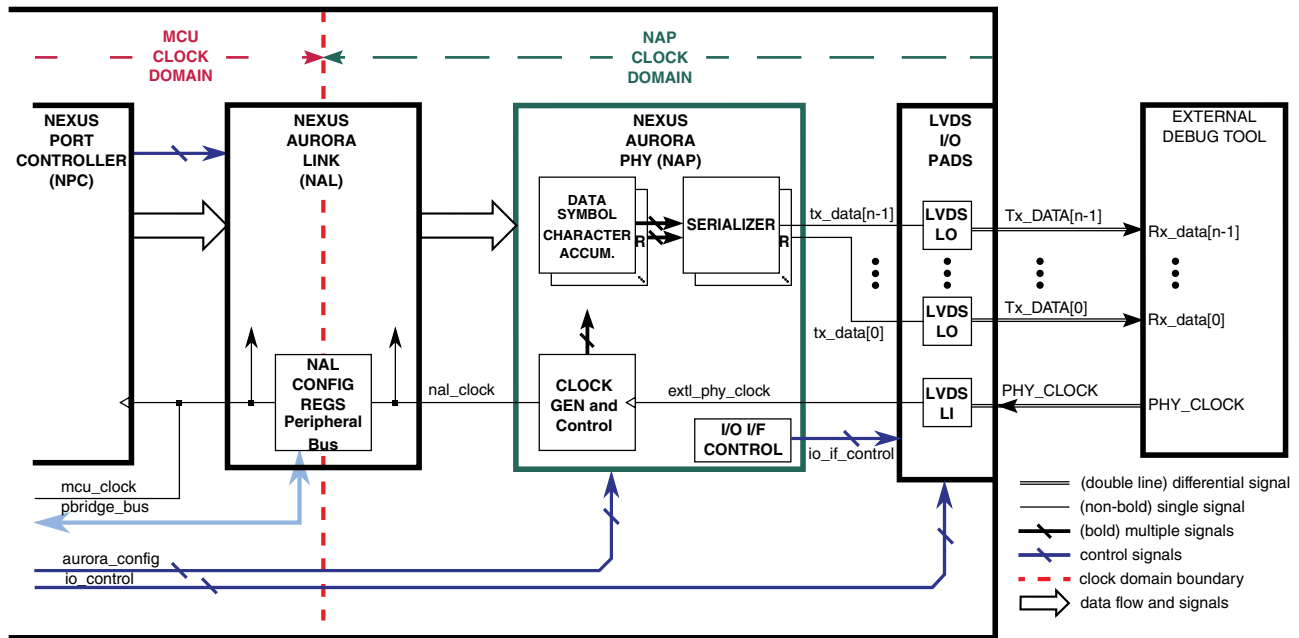 MCU
CLOCK
DOMAIN
NAP
CLOCK
DOMAIN
NEXUS
PORT
CONTROLLER
(NPC)
NEXUS
AURORA
LINK
(NAL)
NEXUS
AURORA
PHY (NAP)
LVDS
I/O
PADS
EXTERNAL
DEBUG TOOL
DATA
SYMBOL
CHARACTER
ACCUM.
R
SERIALIZER
R
tx_data[n-1]
LVDS
LO
Tx_DATA[n-1]
Rx_data[n-1]
tx_data[0]
LVDS
LO
Tx_DATA[0]
Rx_data[0]
NAL
CONFIG
REGS
Peripheral
Bus
nal_clock
CLOCK
GEN and
Control
extl_phy_clock
LVDS
LI
PHY_CLOCK
PHY_CLOCK
I/O I/F
CONTROL
io_if_control
mcu_clock
pbridge_bus
aurora_config
io_control
(double line) differential signal
(non-bold) single signal
(bold) multiple signals
control signals
clock domain boundary
data flow and signals